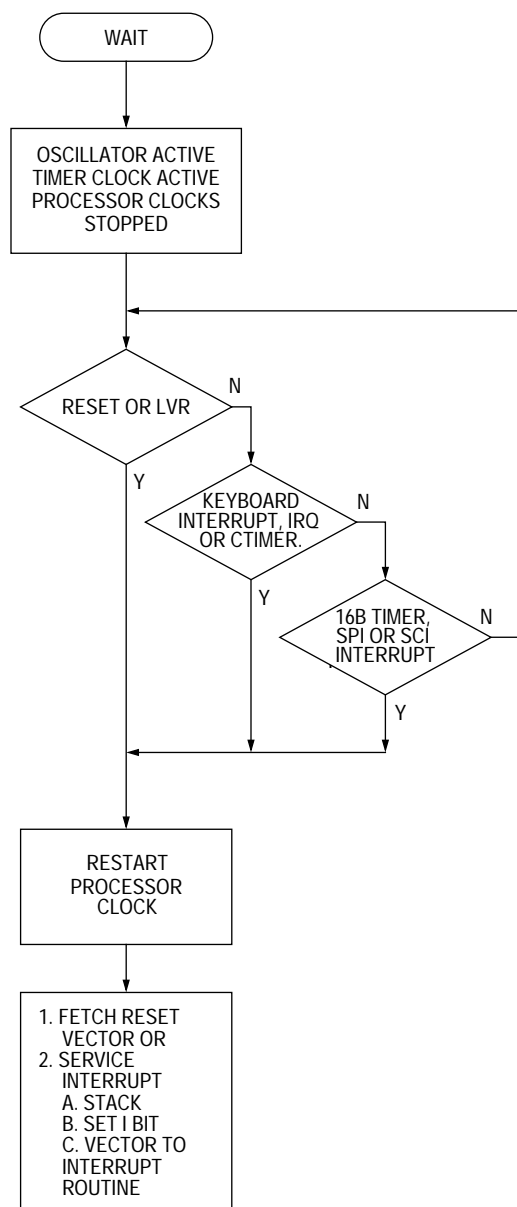 WAIT
OSCILLATOR ACTIVE
TIMER CLOCK ACTIVE
PROCESSOR CLOCKS
STOPPED
RESET OR LVR
N
Y
KEYBOARD
INTERRUPT, IRQ
OR CTIMER.
N
Y
16B TIMER,
SPI OR SCI
INTERRUPT
N
Y
RESTART
PROCESSOR
CLOCK
1. FETCH RESET
VECTOR OR
2. SERVICE
INTERRUPT
A. STACK
B. SET I BIT
C. VECTOR TO
INTERRUPT
ROUTINE